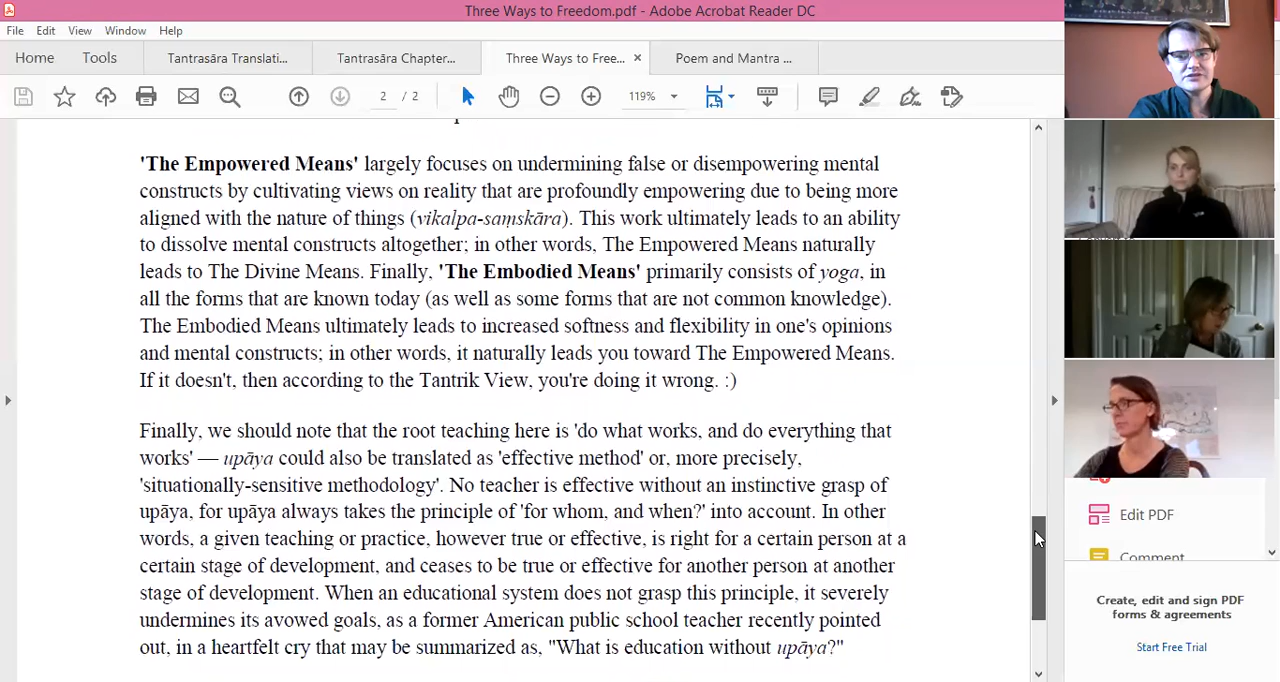 Three Ways to Freedom.pdf - Adobe Acrobat Reader DC
File Edit View Window Help
Home Tools Tantrasāra Translati... Tantrasāra Chapter... Three Ways to Free... × Poem and Mantra ...
2 / 2 119%
'The Empowered Means' largely focuses on undermining false or disempowering mental
constructs by cultivating views on reality that are profoundly empowering due to being more
aligned with the nature of things (vikalpa-saṃskāra). This work ultimately leads to an ability
to dissolve mental constructs altogether; in other words, The Empowered Means naturally
leads to The Divine Means. Finally, 'The Embodied Means' primarily consists of yoga, in
all the forms that are known today (as well as some forms that are not common knowledge).
The Embodied Means ultimately leads to increased softness and flexibility in one's opinions
and mental constructs; in other words, it naturally leads you toward The Empowered Means.
If it doesn't, then according to the Tantrik View, you're doing it wrong. :)
Finally, we should note that the root teaching here is 'do what works, and do everything that
works' — upāya could also be translated as 'effective method' or, more precisely,
'situationally-sensitive methodology'. No teacher is effective without an instinctive grasp of
upāya, for upāya always takes the principle of 'for whom, and when?' into account. In other
words, a given teaching or practice, however true or effective, is right for a certain person at a
certain stage of development, and ceases to be true or effective for another person at another
stage of development. When an educational system does not grasp this principle, it severely
undermines its avowed goals, as a former American public school teacher recently pointed
out, in a heartfelt cry that may be summarized as, "What is education without upāya?"
Edit PDF
Comment
Create, edit and sign PDF
forms & agreements
Start Free Trial